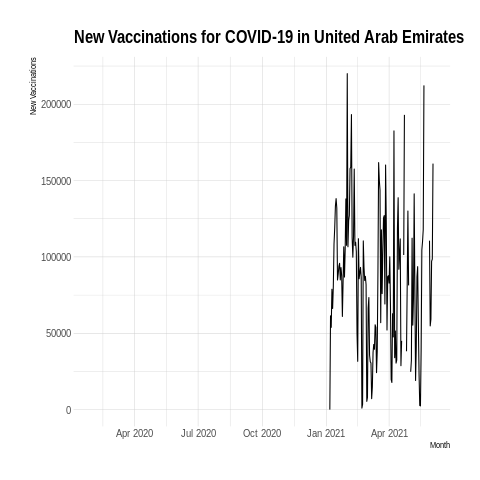 New Vaccinations for COVID-19 in United Arab Emirates
New Vaccinations
200000
150000
100000
50000
0
Apr 2020 Jul 2020 Oct 2020 Jan 2021 Apr 2021
Month